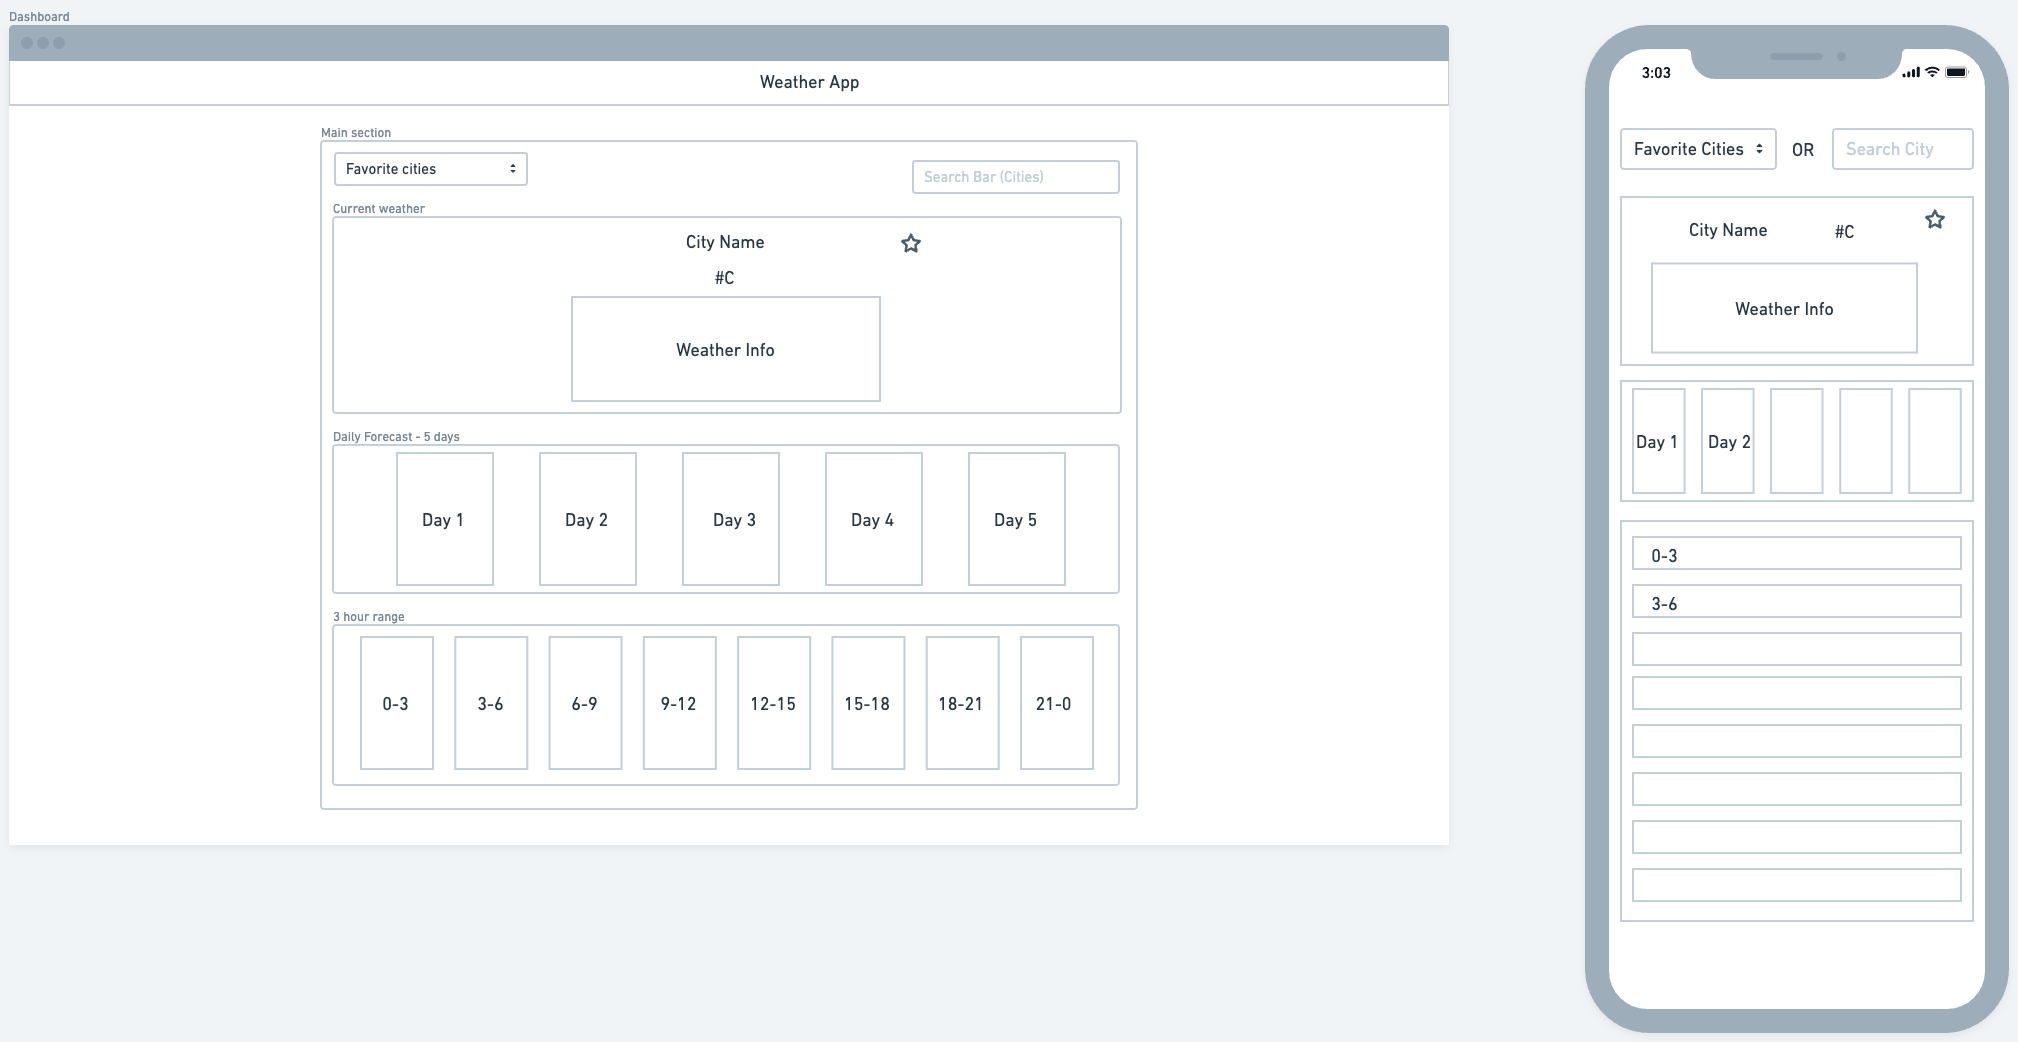 Dashboard
Weather App
Main section
Favorite cities
Search Bar (Cities)
Current weather
City Name
#C
Weather Info
Daily Forecast - 5 days
Day 1
Day 2
Day 3
Day 4
Day 5
3 hour range
0-3
3-6
6-9
9-12
12-15
15-18
18-21
21-0
3:03
Favorite Cities
OR
Search City
City Name
#C
Weather Info
Day 1
Day 2
0-3
3-6